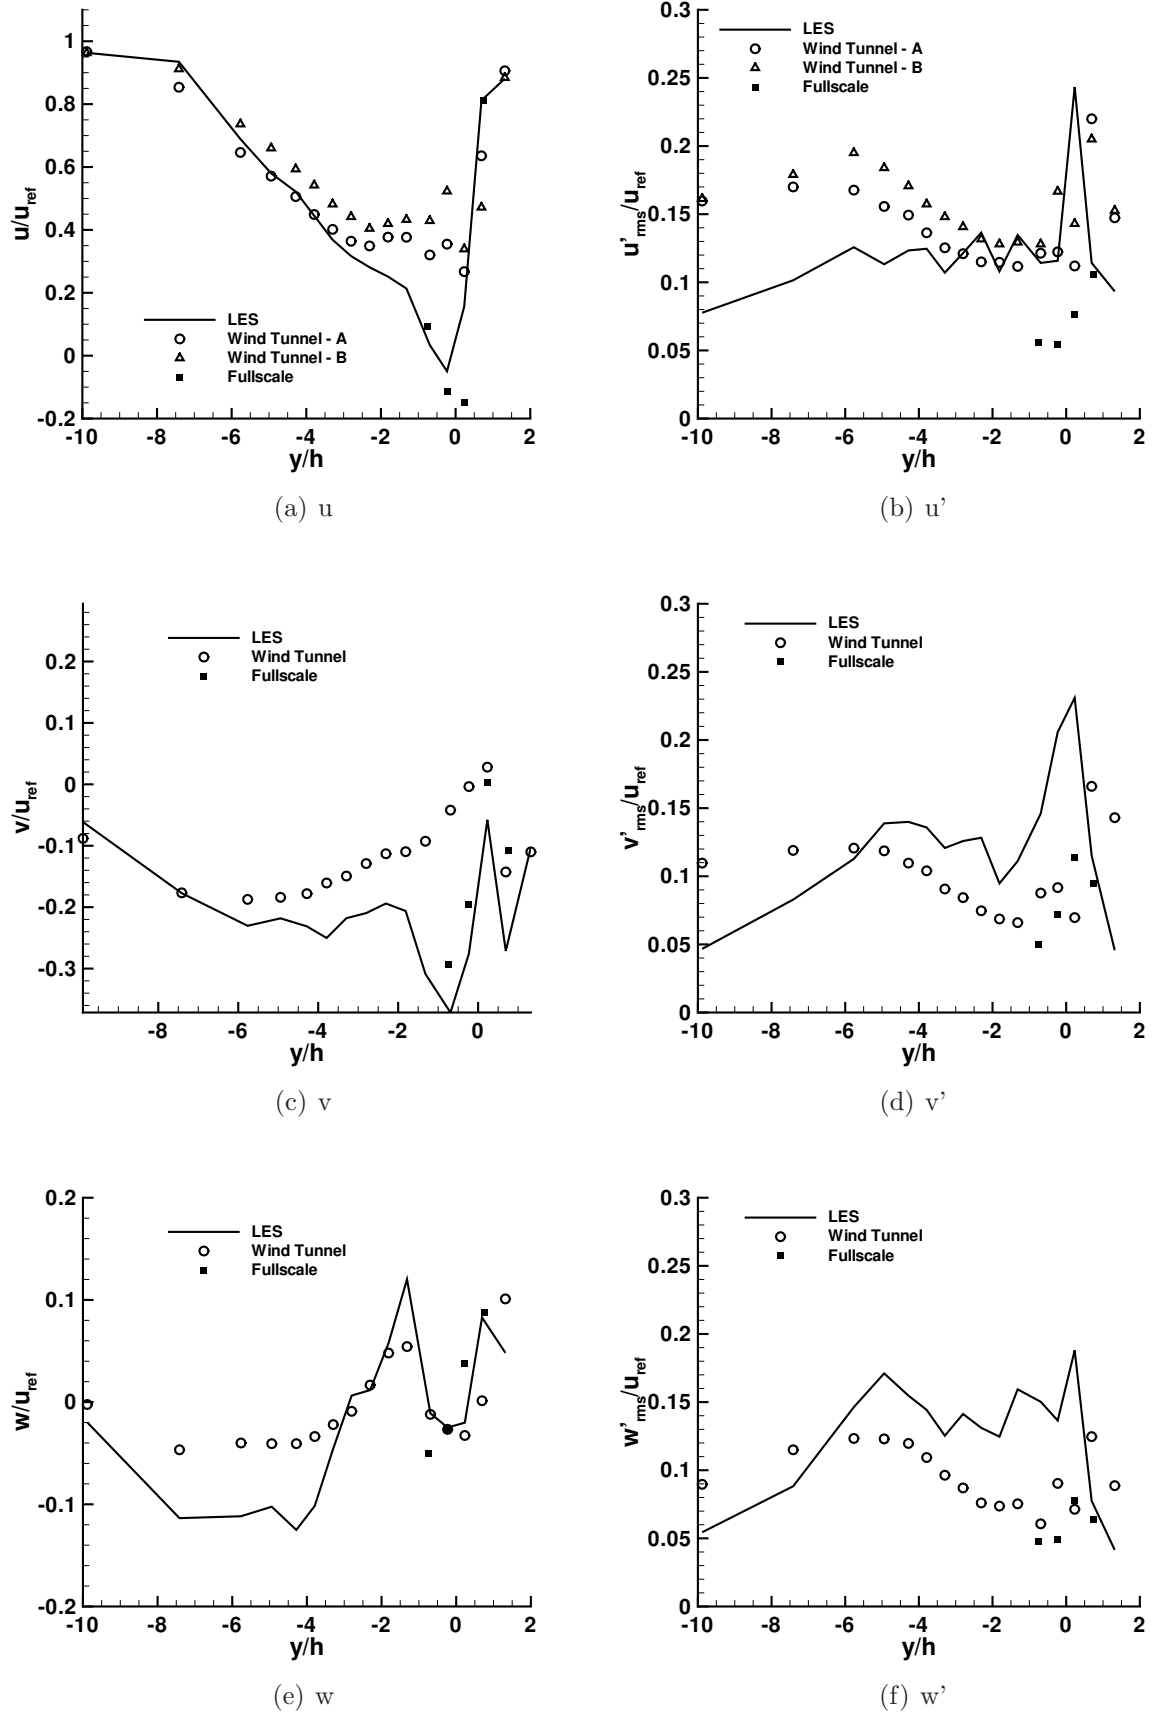 1
0.8
0.6
0.4
0.2
0
-0.2
u/u_ref
LES
Wind Tunnel - A
Wind Tunnel - B
Fullscale
-10 -8 -6 -4 -2 0 2
y/h
(a) u
0.3
0.25
0.2
0.15
0.1
0.05
0
u'_rms/u_ref
LES
Wind Tunnel - A
Wind Tunnel - B
Fullscale
-10 -8 -6 -4 -2 0 2
y/h
(b) u'
0.2
0.1
0
-0.1
-0.2
-0.3
v/u_ref
LES
Wind Tunnel
Fullscale
-8 -6 -4 -2 0
y/h
(c) v
0.3
0.25
0.2
0.15
0.1
0.05
0
v'_rms/u_ref
LES
Wind Tunnel
Fullscale
-10 -8 -6 -4 -2 0 2
y/h
(d) v'
0.2
0.1
0
-0.1
-0.2
w/u_ref
LES
Wind Tunnel
Fullscale
-10 -8 -6 -4 -2 0 2
y/h
(e) w
0.3
0.25
0.2
0.15
0.1
0.05
0
w'_rms/u_ref
LES
Wind Tunnel
Fullscale
-10 -8 -6 -4 -2 0 2
y/h
(f) w'